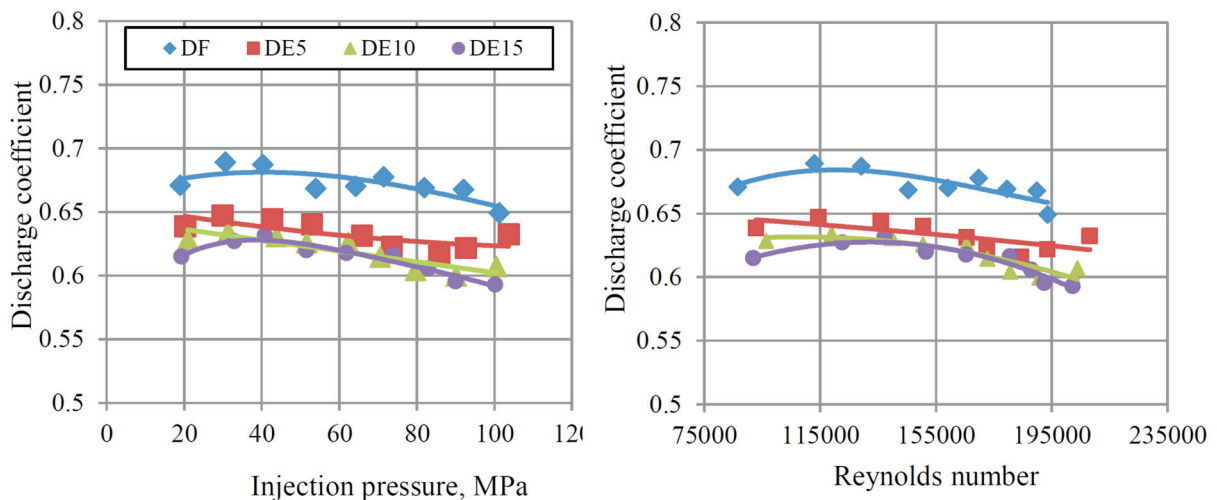 0.8
0.75
0.7
0.65
0.6
0.55
0.5
Discharge coefficient
DF DE5 DE10 DE15
0 20 40 60 80 100 120
Injection pressure, MPa
0.8
0.75
0.7
0.65
0.6
0.55
0.5
Discharge coefficient
75000 115000 155000 195000 235000
Reynolds number